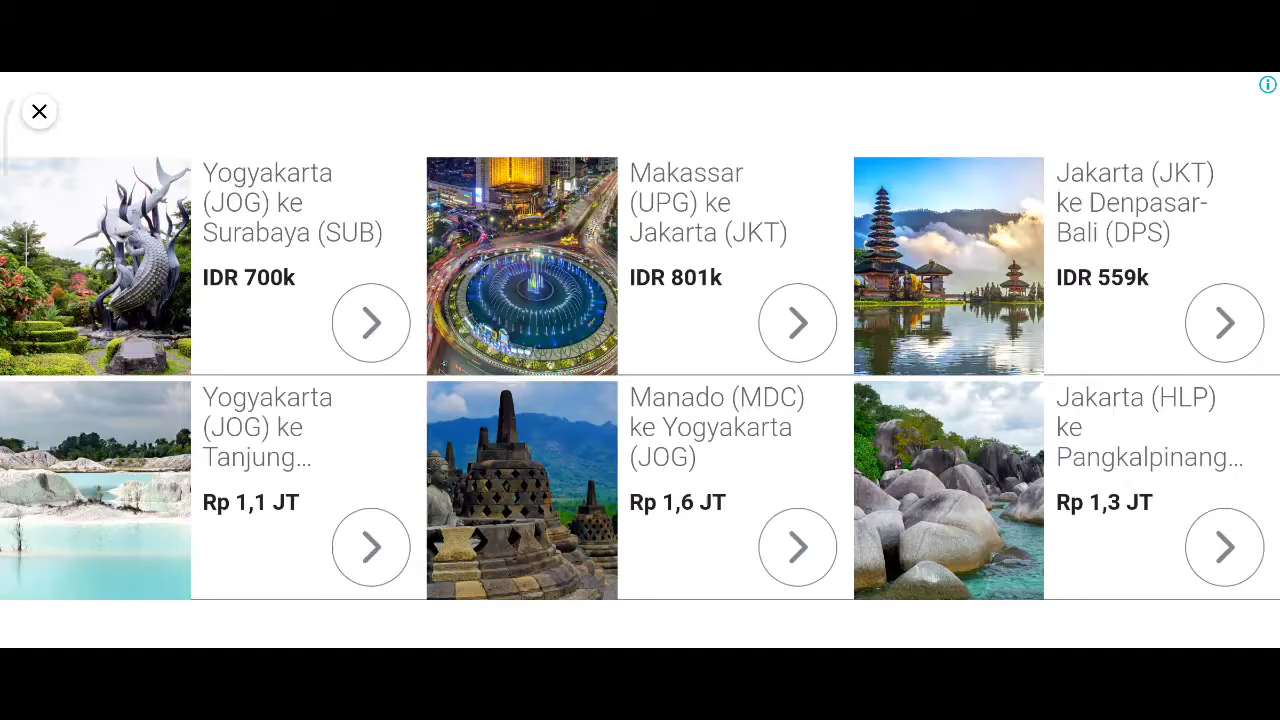 Yogyakarta
(JOG) ke
Surabaya (SUB)
IDR 700k
Makassar
(UPG) ke
Jakarta (JKT)
IDR 801k
Jakarta (JKT)
ke Denpasar-
Bali (DPS)
IDR 559k
Yogyakarta
(JOG) ke
Tanjung...
Rp 1,1 JT
Manado (MDC)
ke Yogyakarta
(JOG)
Rp 1,6 JT
Jakarta (HLP)
ke
Pangkalpinang...
Rp 1,3 JT